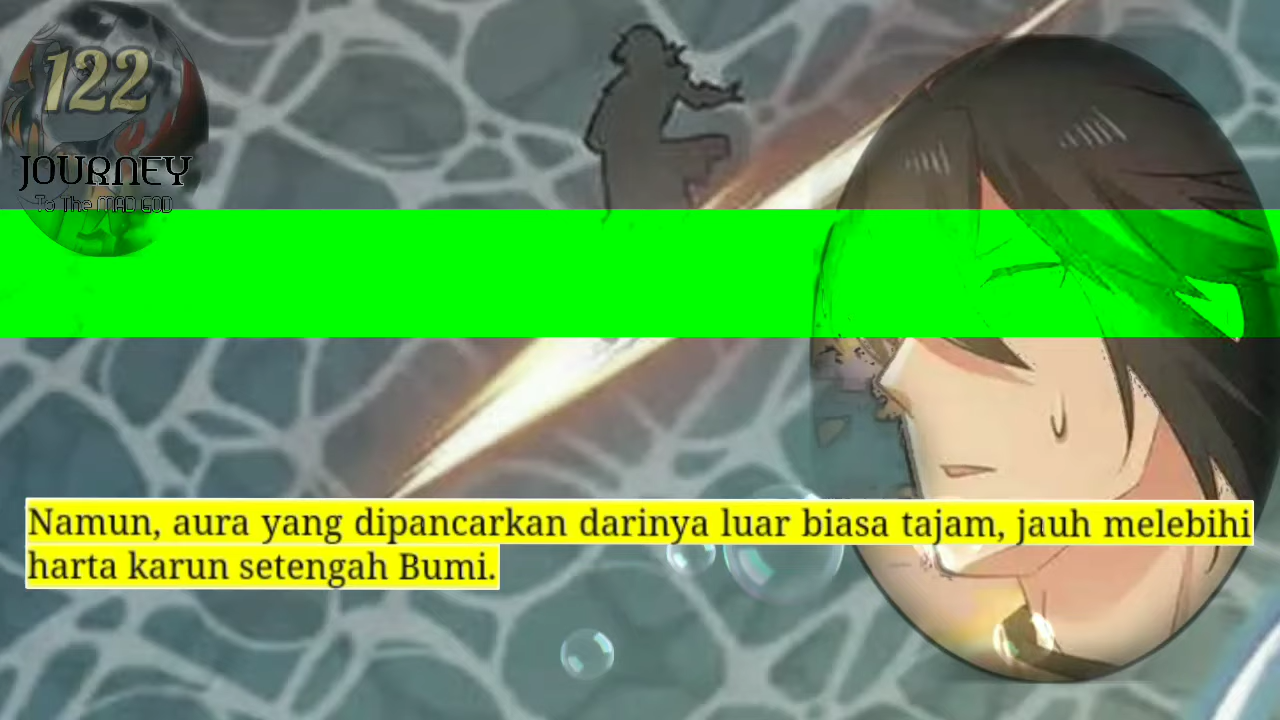 122
JOURNEY
To The MAD GOD
Namun, aura yang dipancarkan darinya luar biasa tajam, jauh melebihi
harta karun setengah Bumi.